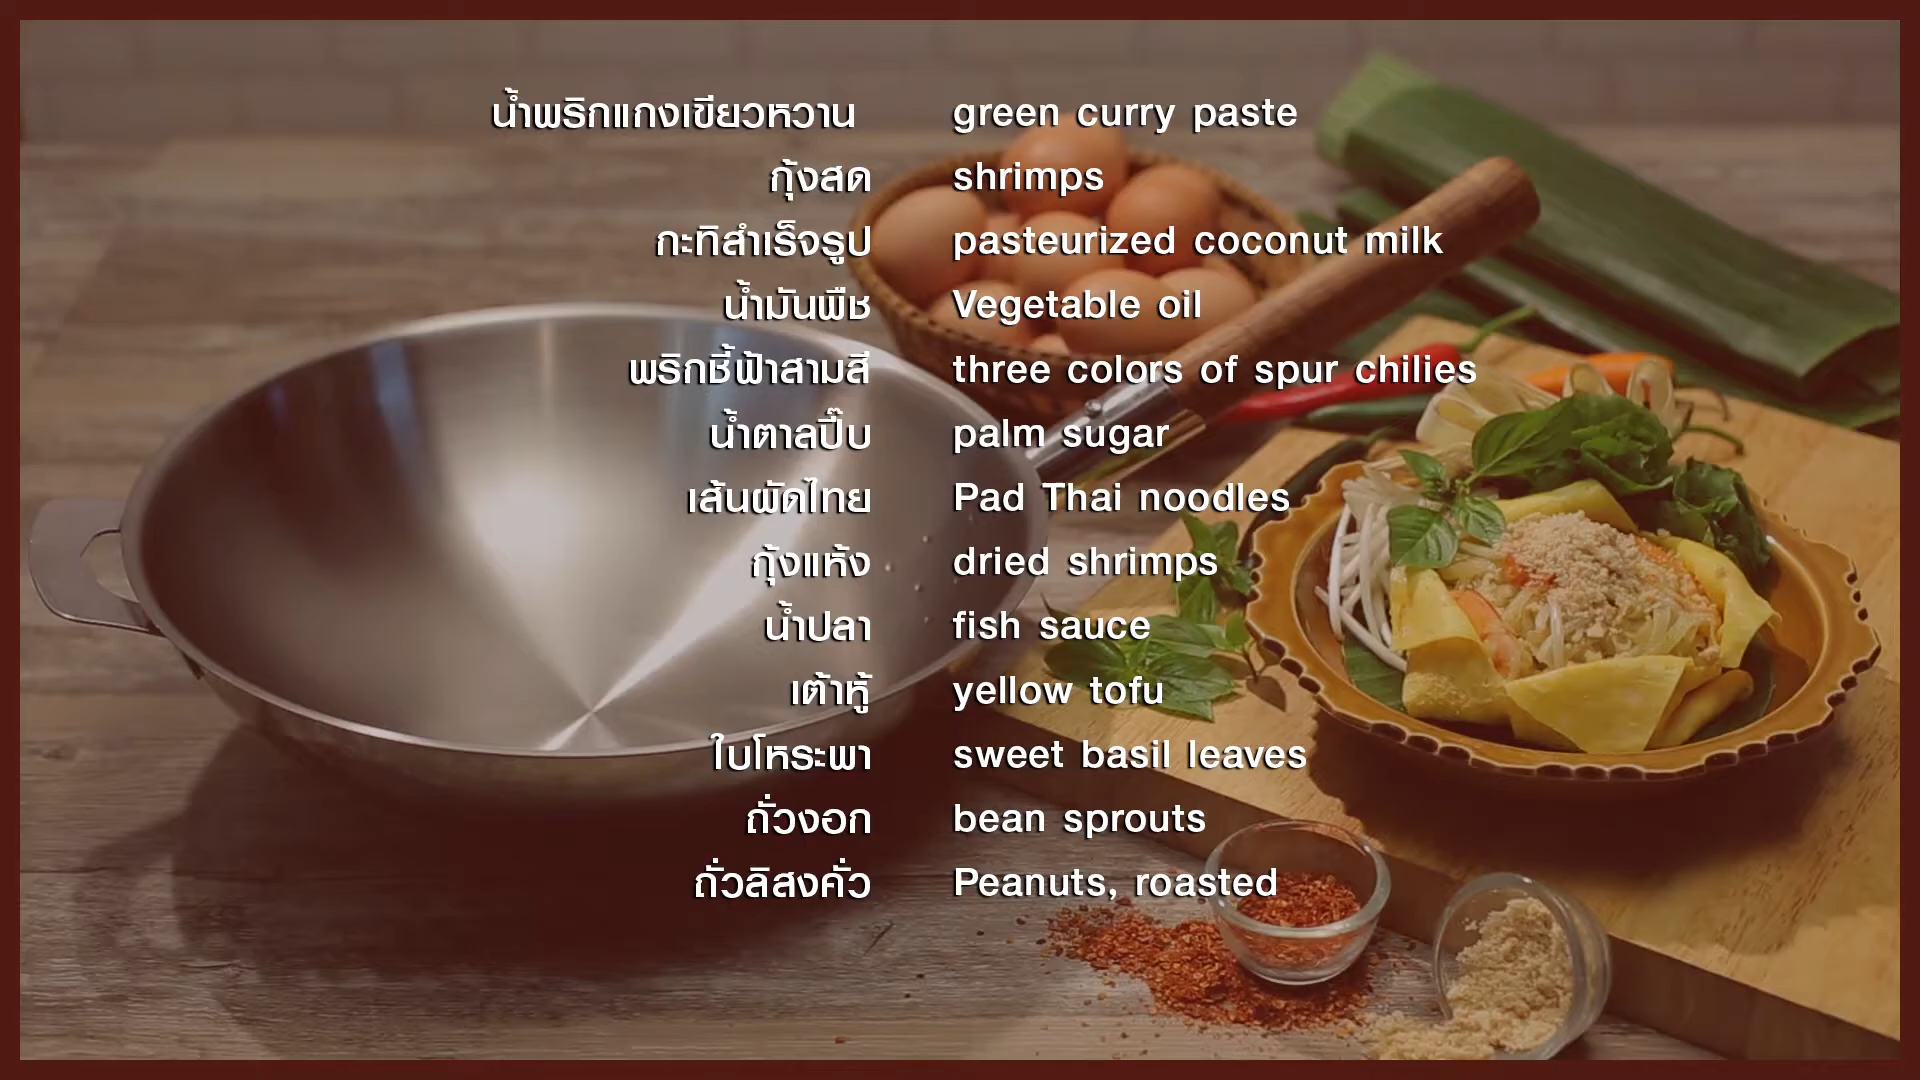 น้ำพริกแกงเขียวหวาน green curry paste
กุ้งสด shrimps
กะทิสำเร็จรูป pasteurized coconut milk
น้ำมันพืช Vegetable oil
พริกชี้ฟ้าสามสี three colors of spur chilies
น้ำตาลปี๊บ palm sugar
เส้นผัดไทย Pad Thai noodles
กุ้งแห้ง dried shrimps
น้ำปลา fish sauce
เต้าหู้ yellow tofu
ใบโหระพา sweet basil leaves
ถั่วงอก bean sprouts
ถั่วลิสงคั่ว Peanuts, roasted